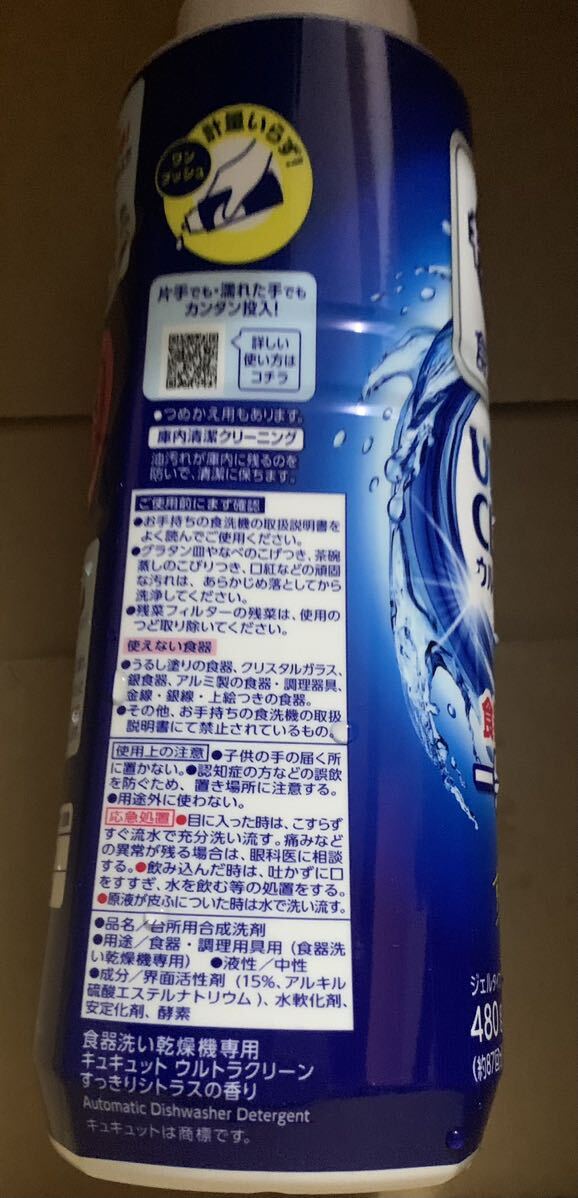 計量いらず!
ワン
プッシュ
片手でも・濡れた手でも
カンタン投入!
詳しい
使い方は
コチラ
●つめかえ用もあります。
庫内清潔クリーニング
油汚れが庫内に残るのを
防いで、清潔に保ちます。
ご使用前にまず確認
●お手持ちの食洗機の取扱説明書を
よく読んでご使用ください。
●グラタン皿やなべのこげつき、茶碗
蒸しのこびりつき、口紅などの頑固
な汚れは、あらかじめ落としてから
洗浄してください。
●残菜フィルターの残菜は、使用の
つど取り除いてください。
使えない食器
●うるし塗りの食器、クリスタルガラス、
銀食器、アルミ製の食器・調理器具、
金線・銀線・上絵つきの食器。
●その他、お手持ちの食洗機の取扱
説明書にて禁止されているもの。
使用上の注意 ●子供の手の届く所
に置かない。●認知症の方などの誤飲
を防ぐため、置き場所に注意する。
●用途外に使わない。
応急処置 ●目に入った時は、こすらず
すぐ流水で充分洗い流す。痛みなど
の異常が残る場合は、眼科医に相談
する。●飲み込んだ時は、吐かずに口
をすすぎ、水を飲む等の処置をする。
●原液が皮ふについた時は水で洗い流す。
●品名/台所用合成洗剤
●用途/食器・調理用具用(食器洗
い乾燥機専用) ●液性/中性
●成分/界面活性剤(15%、アルキル
硫酸エステルナトリウム)、水軟化剤、
安定化剤、酵素
食器洗い乾燥機専用
キュキュット ウルトラクリーン
すっきりシトラスの香り
Automatic Dishwasher Detergent
キュキュットは商標です。
ウル
食
ジェルタイ
480g
(約87回